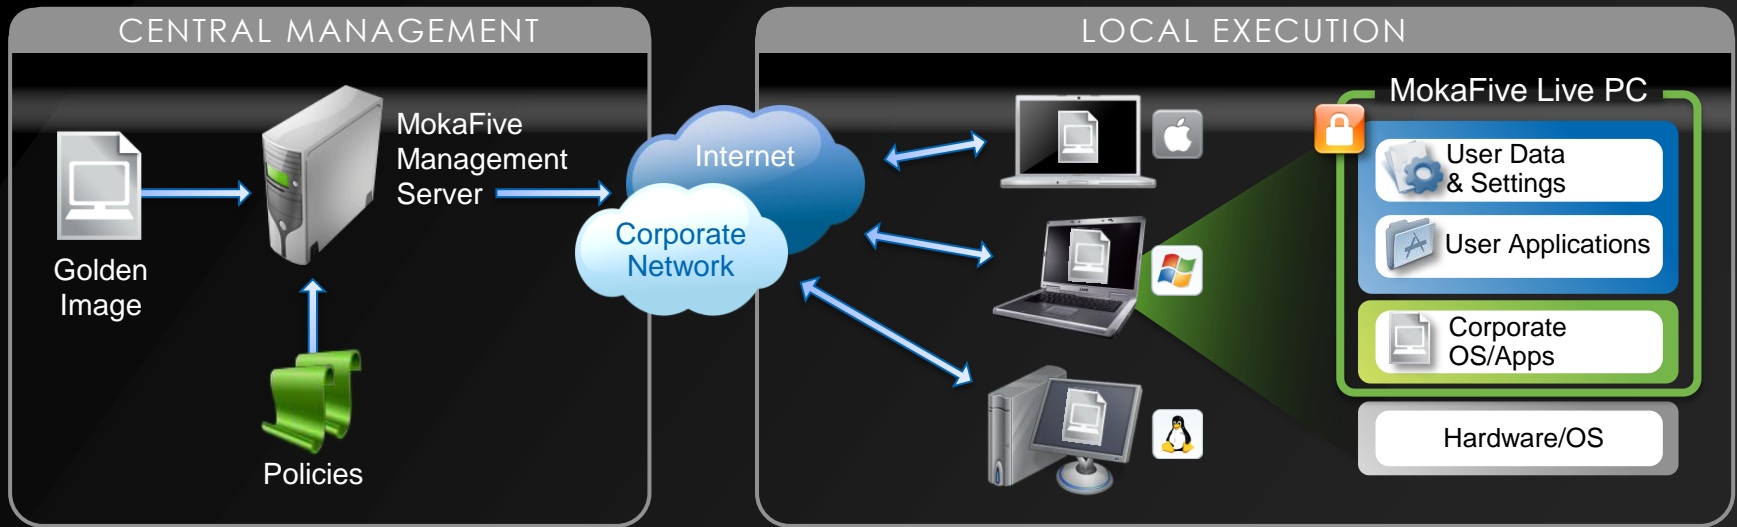 CENTRAL MANAGEMENT
LOCAL EXECUTION
Golden
Image
MokaFive
Management
Server
Policies
Internet
Corporate
Network
MokaFive Live PC
User Data
& Settings
User Applications
Corporate
OS/Apps
Hardware/OS